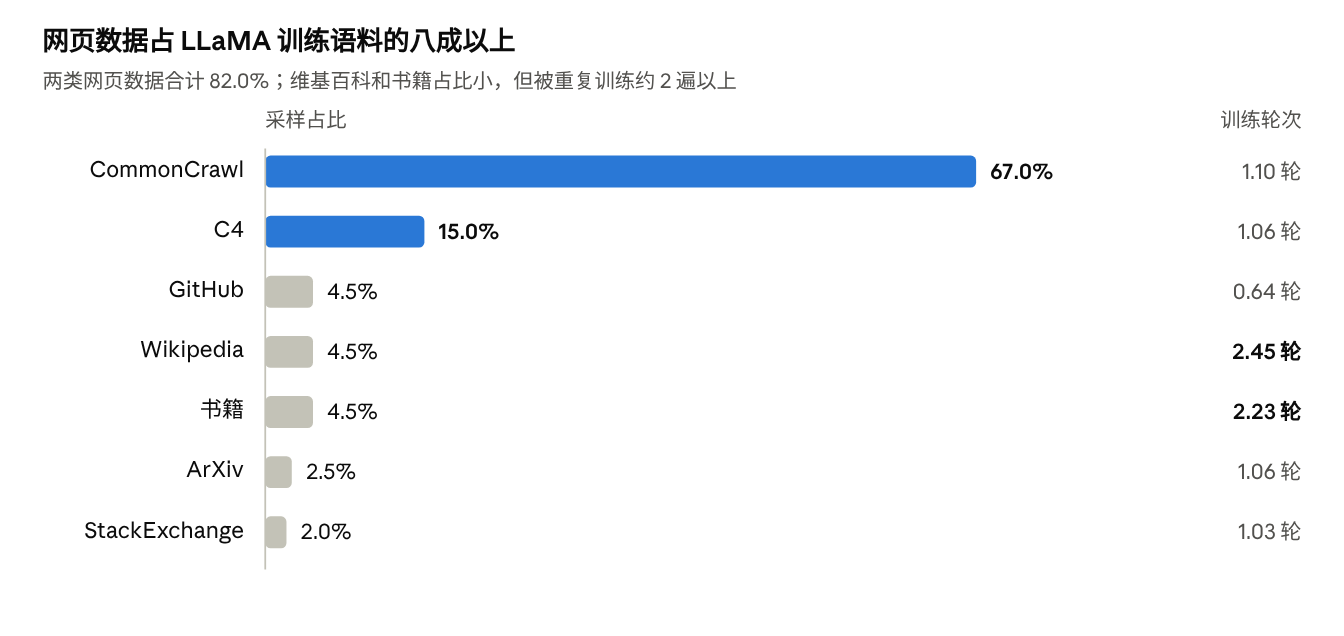 网页数据占 LLaMA 训练语料的八成以上
两类网页数据合计 82.0%；维基百科和书籍占比小，但被重复训练约 2 遍以上
采样占比 训练轮次
CommonCrawl 67.0% 1.10 轮
C4 15.0% 1.06 轮
GitHub 4.5% 0.64 轮
Wikipedia 4.5% 2.45 轮
书籍 4.5% 2.23 轮
ArXiv 2.5% 1.06 轮
StackExchange 2.0% 1.03 轮